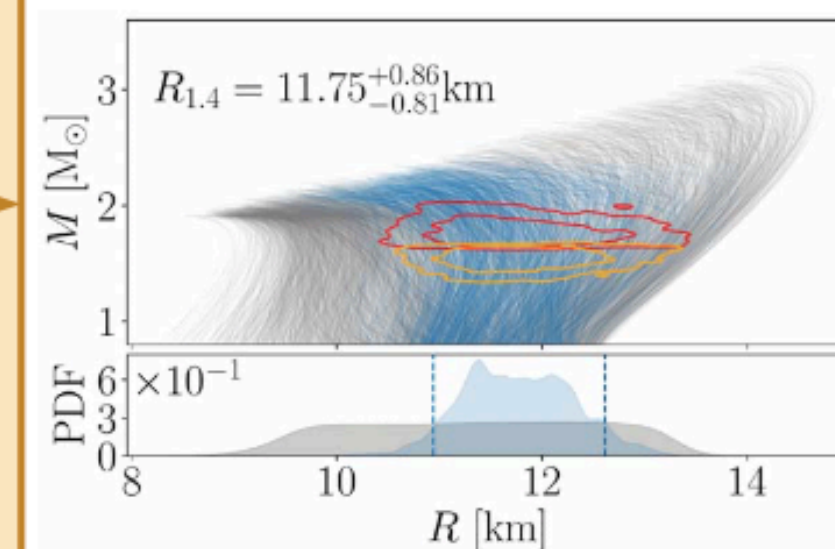 R₁.₄ = 11.75⁺⁰·⁸⁶₋₀.₈₁km
M [M⊙]
3
2
1
PDF
×10⁻¹
6
3
0
8 10 12 14
R [km]